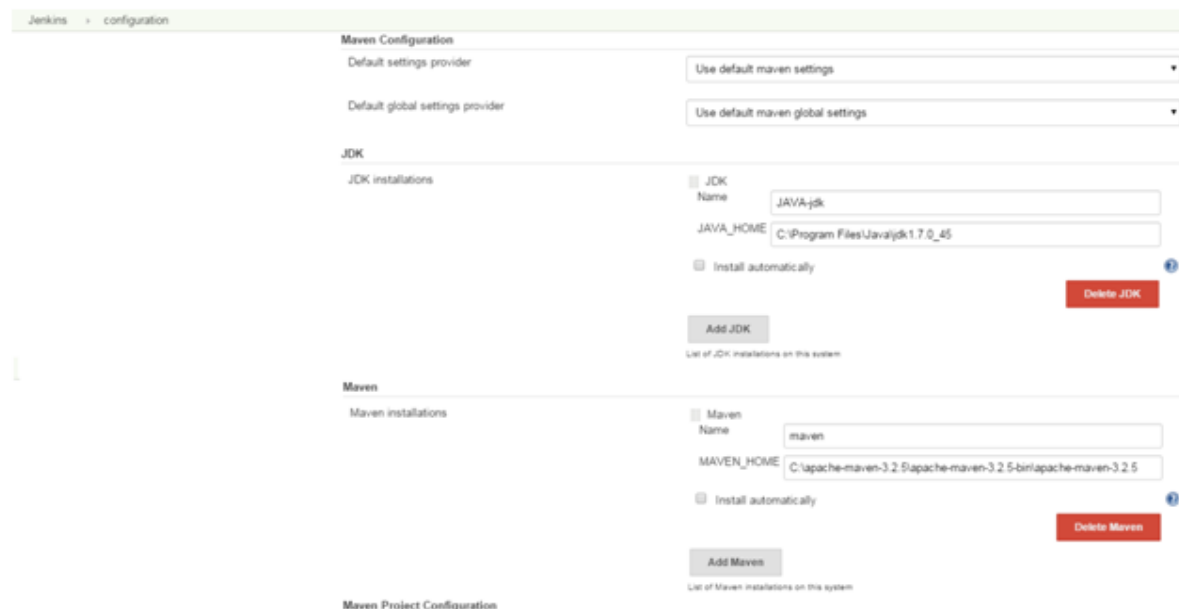 Jenkins › configuration
Maven Configuration
Default settings provider
Use default maven settings
Default global settings provider
Use default maven global settings
JDK
JDK installations
JDK
Name
JAVA-jdk
JAVA_HOME
C:\Program Files\Java\jdk1.7.0_45
Install automatically
Delete JDK
Add JDK
List of JDK installations on this system
Maven
Maven installations
Maven
Name
maven
MAVEN_HOME
C:\apache-maven-3.2.5\apache-maven-3.2.5-bin\apache-maven-3.2.5
Install automatically
Delete Maven
Add Maven
List of Maven installations on this system
Maven Project Configuration